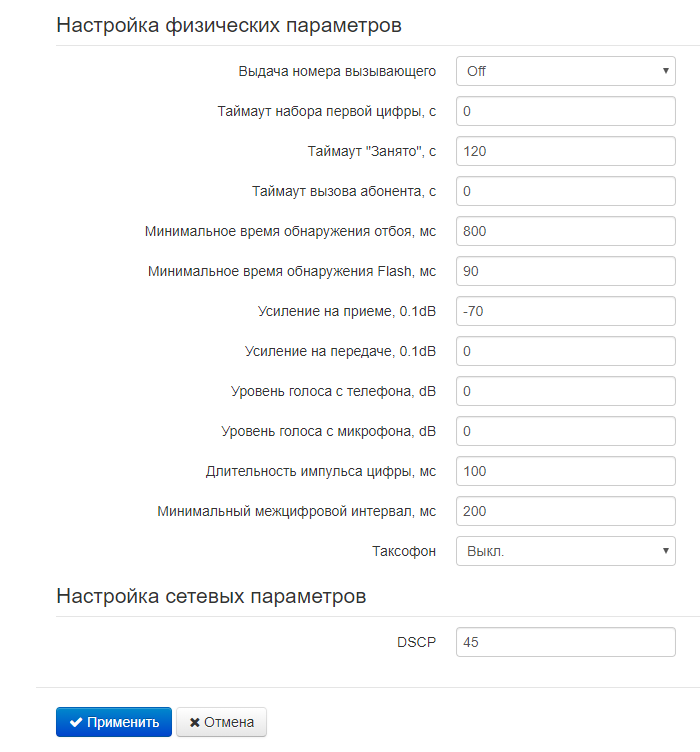 Настройка физических параметров
Выдача номера вызывающего Off
Таймаут набора первой цифры, с 0
Таймаут "Занято", с 120
Таймаут вызова абонента, с 0
Минимальное время обнаружения отбоя, мс 800
Минимальное время обнаружения Flash, мс 90
Усиление на приеме, 0.1dB -70
Усиление на передаче, 0.1dB 0
Уровень голоса с телефона, dB 0
Уровень голоса с микрофона, dB 0
Длительность импульса цифры, мс 100
Минимальный межцифровой интервал, мс 200
Таксофон Выкл.
Настройка сетевых параметров
DSCP 45
Применить Отмена